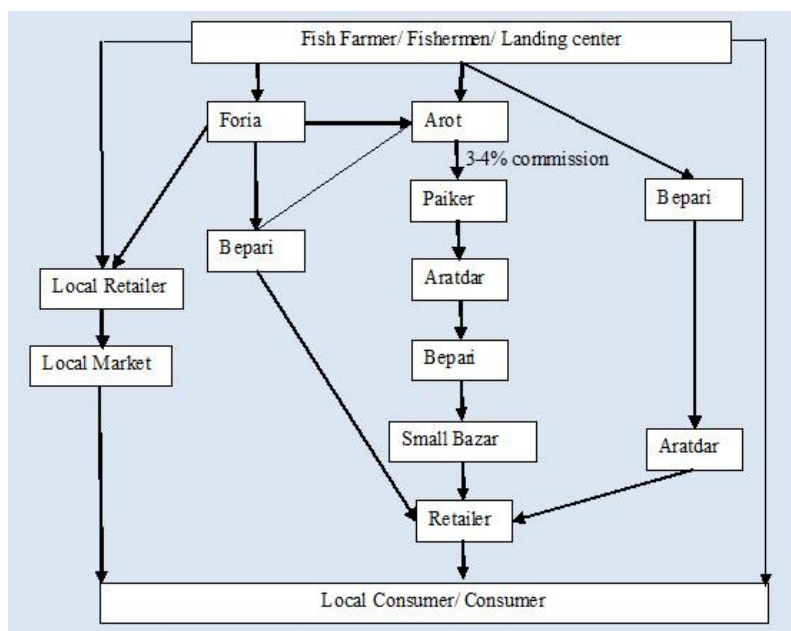 Fish Farmer/ Fishermen/ Landing center
Foria
Arot
3-4% commission
Paiker
Bepari
Bepari
Local Retailer
Aratdar
Local Market
Bepari
Small Bazar
Aratdar
Retailer
Local Consumer/ Consumer